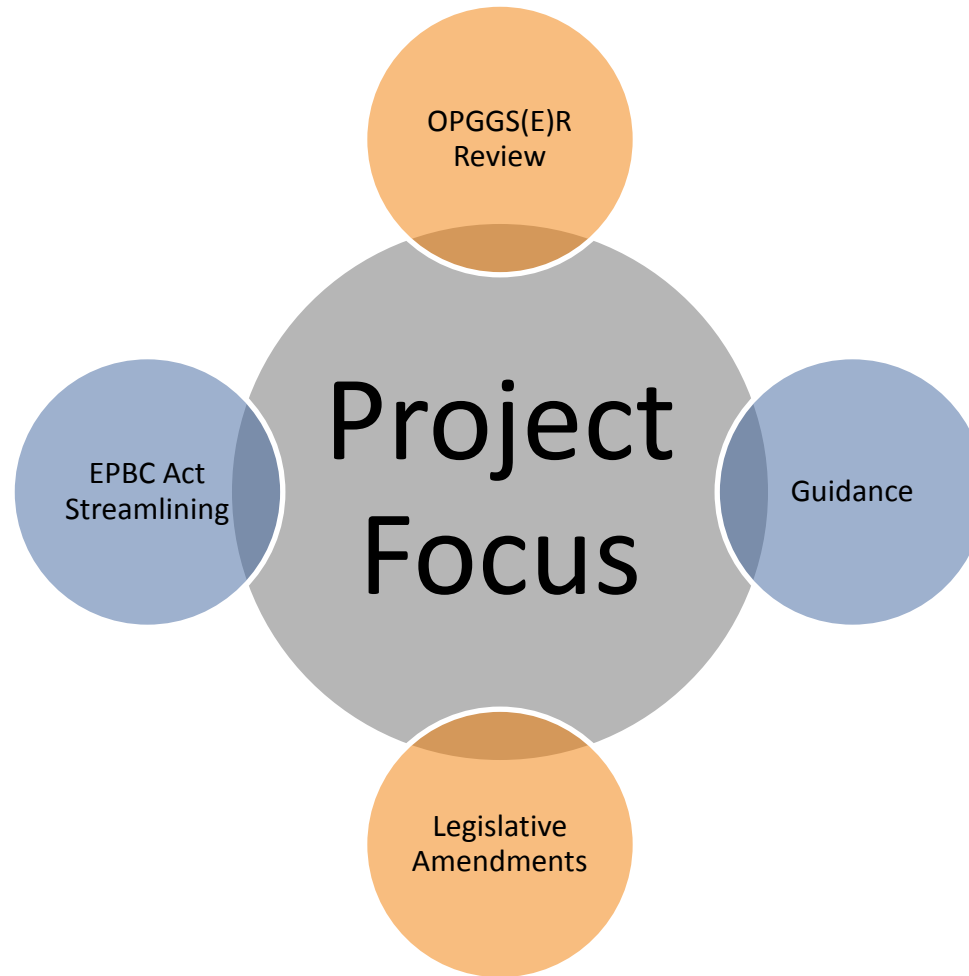 OPGGS(E)R
Review
Project
Focus
EPBC Act
Streamlining
Guidance
Legislative
Amendments